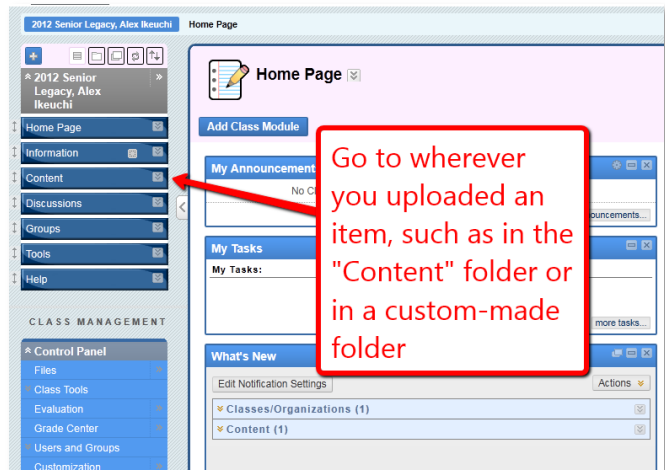 2012 Senior Legacy, Alex Ikeuchi
Home Page
2012 Senior
Legacy, Alex
Ikeuchi
Home Page
Information
Content
Discussions
Groups
Tools
Help
CLASS MANAGEMENT
Control Panel
Files
Class Tools
Evaluation
Grade Center
Users and Groups
Customization
Home Page
Add Class Module
My Announcement
No Cl
ouncements...
My Tasks
My Tasks:
more tasks...
What's New
Edit Notification Settings
Actions
Classes/Organizations (1)
Content (1)
Go to wherever
you uploaded an
item, such as in the
"Content" folder or
in a custom-made
folder